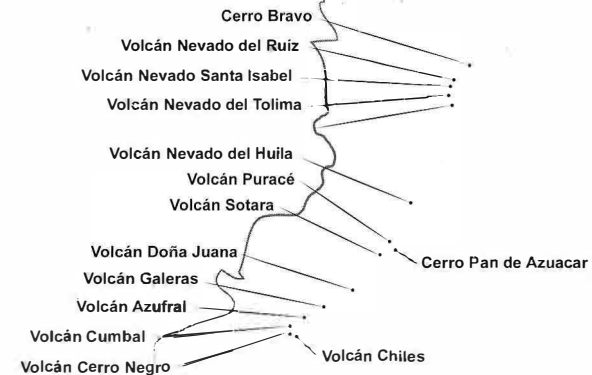 Cerro Bravo
Volcán Nevado del Ruíz
Volcán Nevado Santa Isabel
Volcán Nevado del Tolima
Volcán Nevado del Huila
Volcán Puracé
Volcán Sotara
Cerro Pan de Azuacar
Volcán Doña Juana
Volcán Galeras
Volcán Azufral
Volcán Cumbal
Volcán Chiles
Volcán Cerro Negro